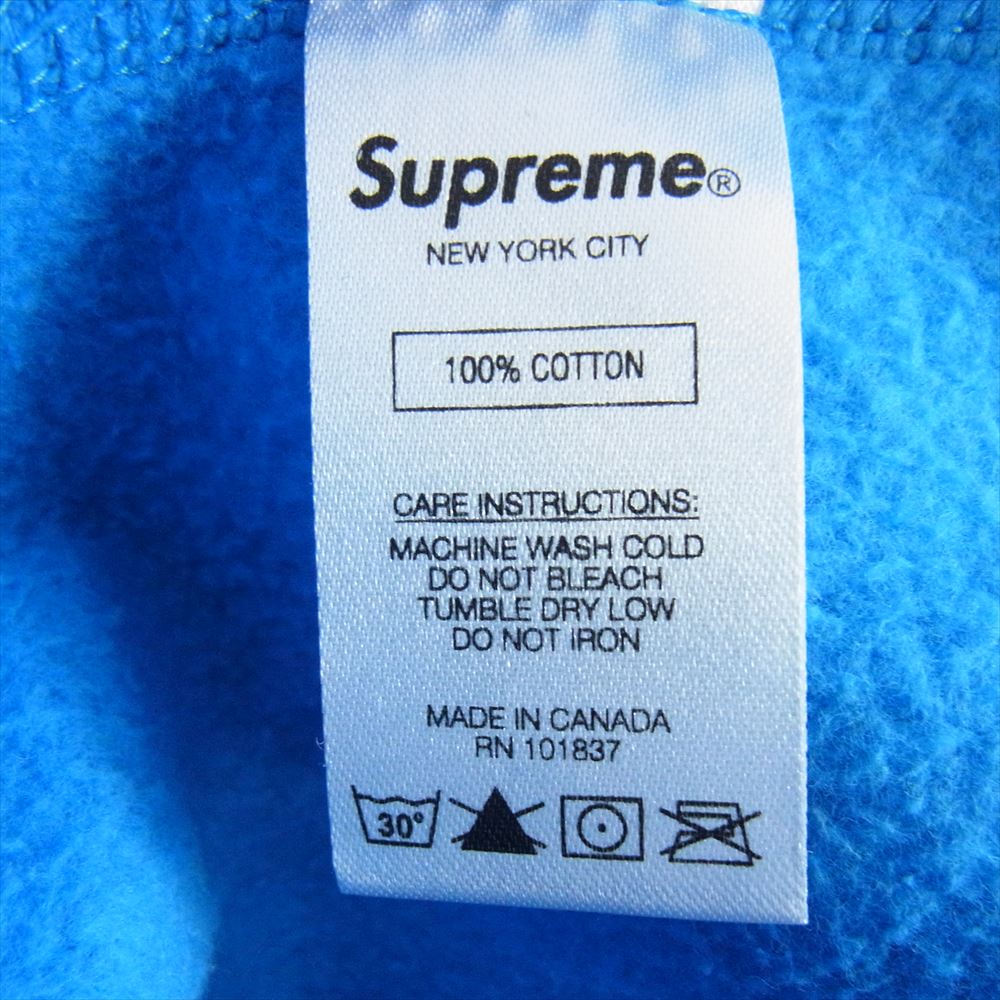 Supreme®
NEW YORK CITY
100% COTTON
CARE INSTRUCTIONS:
MACHINE WASH COLD
DO NOT BLEACH
TUMBLE DRY LOW
DO NOT IRON
MADE IN CANADA
RN 101837
30°